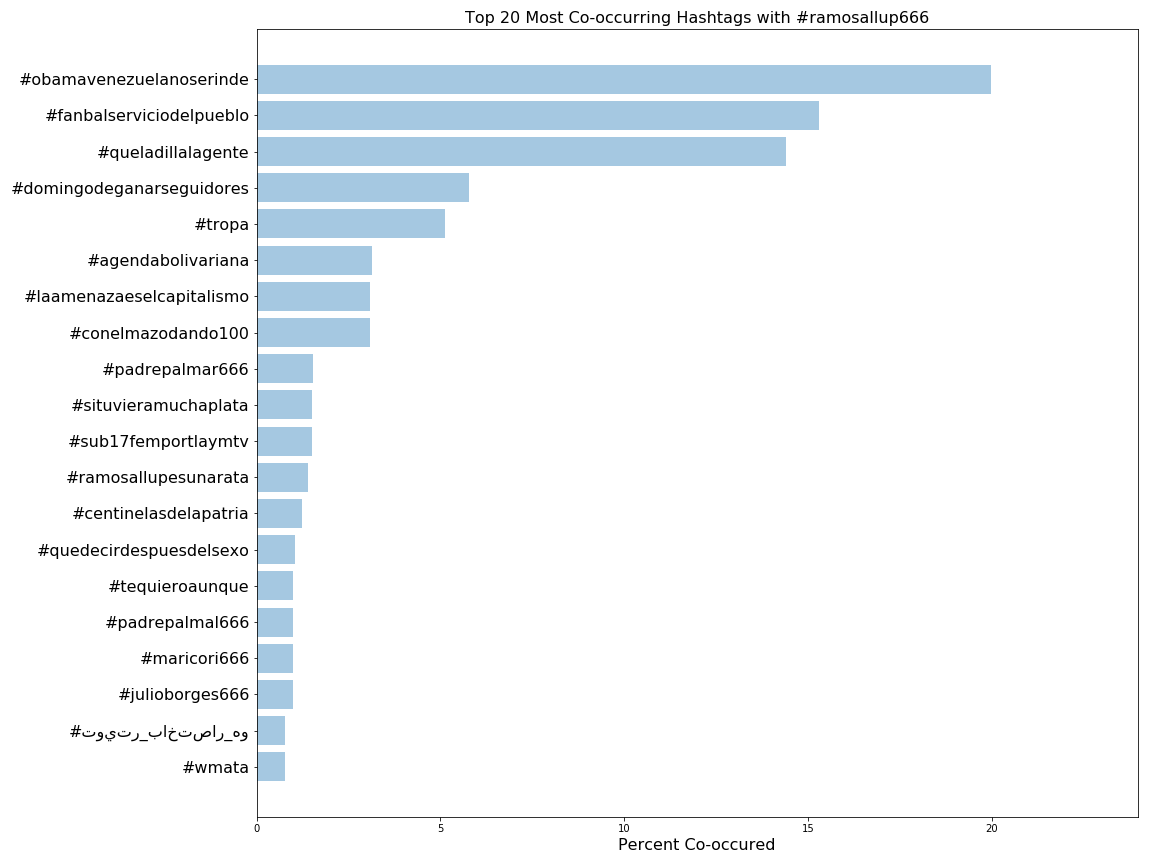 Top 20 Most Co-occurring Hashtags with #ramosallup666
#obamavenezuelanoserinde
#fanbalserviciodelpueblo
#queladillalagente
#domingodeganarseguidores
#tropa
#agendabolivariana
#laamenazaeselcapitalismo
#conelmazodando100
#padrepalmar666
#situvieramuchaplata
#sub17femportlaymtv
#ramosallupesunarata
#centinelasdelapatria
#quedecirdespuesdelsexo
#tequieroaunque
#padrepalmal666
#maricori666
#julioborges666
#تويتر_باختصار_هو
#wmata
0 5 10 15 20
Percent Co-occured